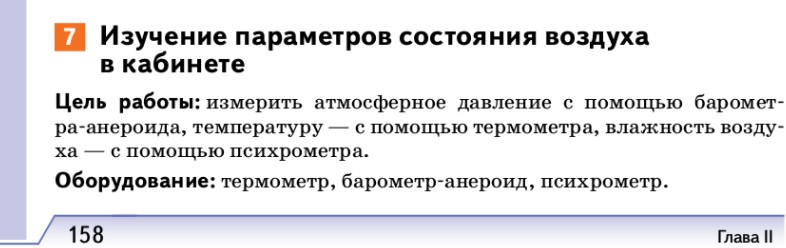 7 Изучение параметров состояния воздуха
в кабинете
Цель работы: измерить атмосферное давление с помощью баромет-
ра-анероида, температуру — с помощью термометра, влажность возду-
ха — с помощью психрометра.
Оборудование: термометр, барометр-анероид, психрометр.
158 Глава II